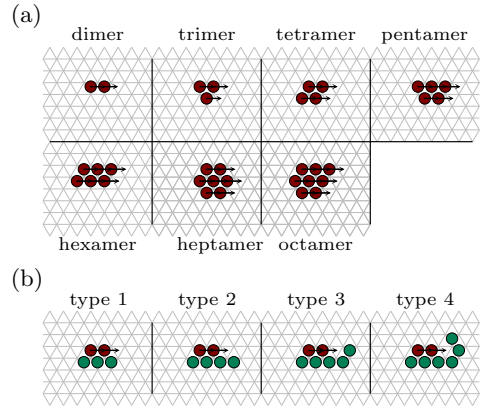 (a)
dimer trimer tetramer pentamer
hexamer heptamer octamer
(b)
type 1 type 2 type 3 type 4